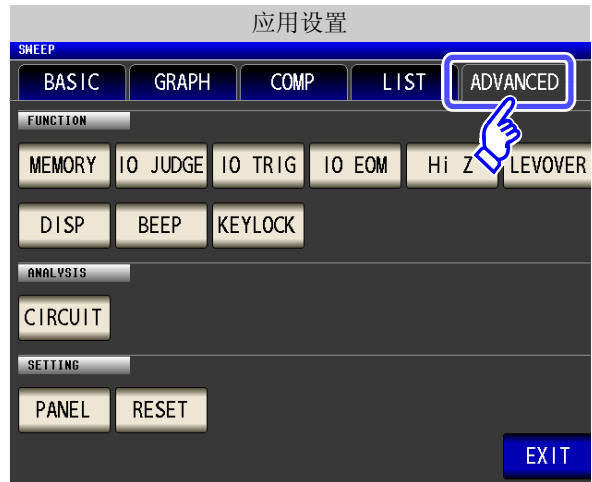 应用设置
SWEEP
BASIC GRAPH COMP LIST ADVANCED
FUNCTION
MEMORY IO JUDGE IO TRIG IO EOM Hi Z LEVOVER
DISP BEEP KEYLOCK
ANALYSIS
CIRCUIT
SETTING
PANEL RESET
EXIT